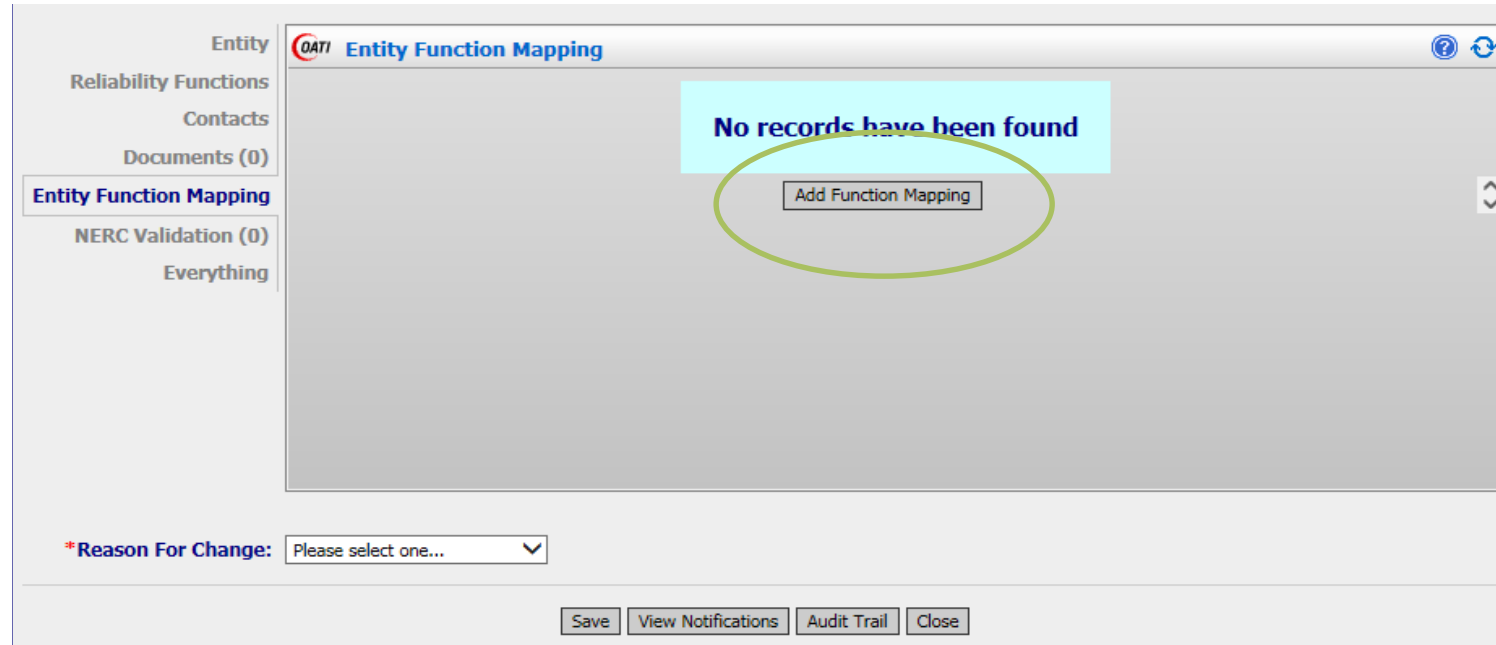 Entity
Reliability Functions
Contacts
Documents (0)
Entity Function Mapping
NERC Validation (0)
Everything
OATI Entity Function Mapping
No records have been found
Add Function Mapping
*Reason For Change: Please select one...
Save View Notifications Audit Trail Close